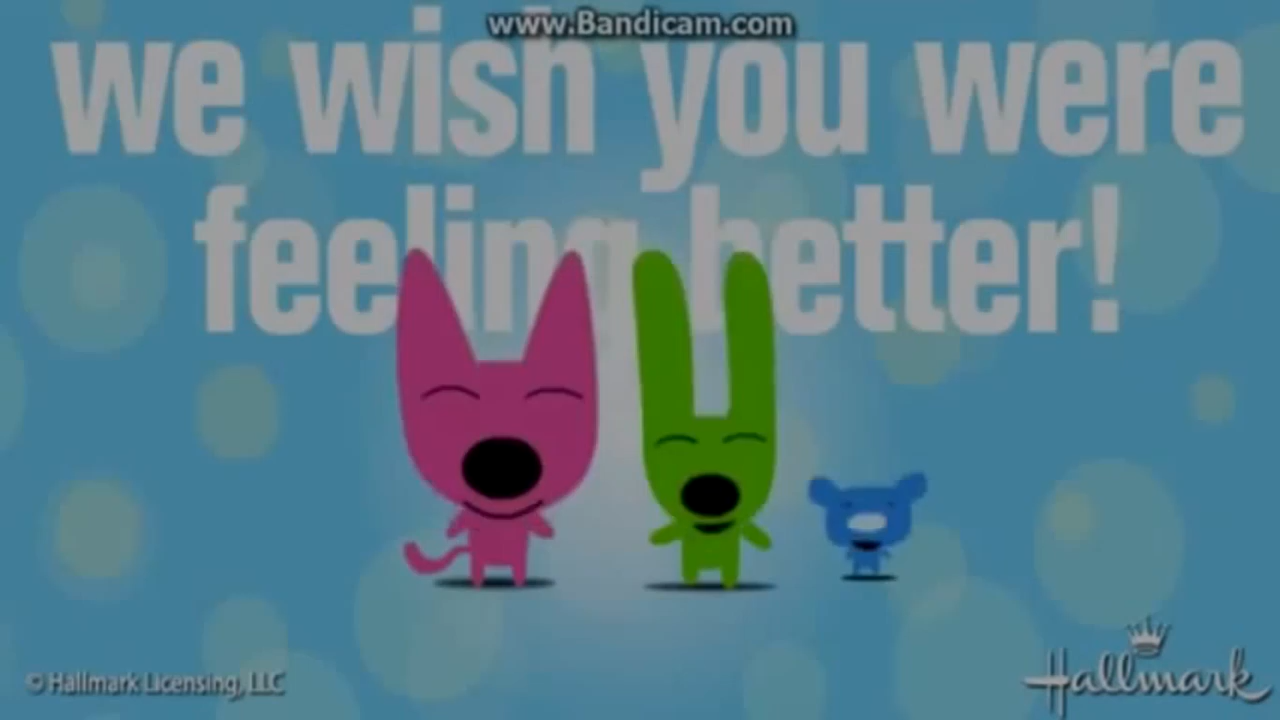 www.Bandicam.com
we wish you were
feeling better!
© Hallmark Licensing, LLC
Hallmark